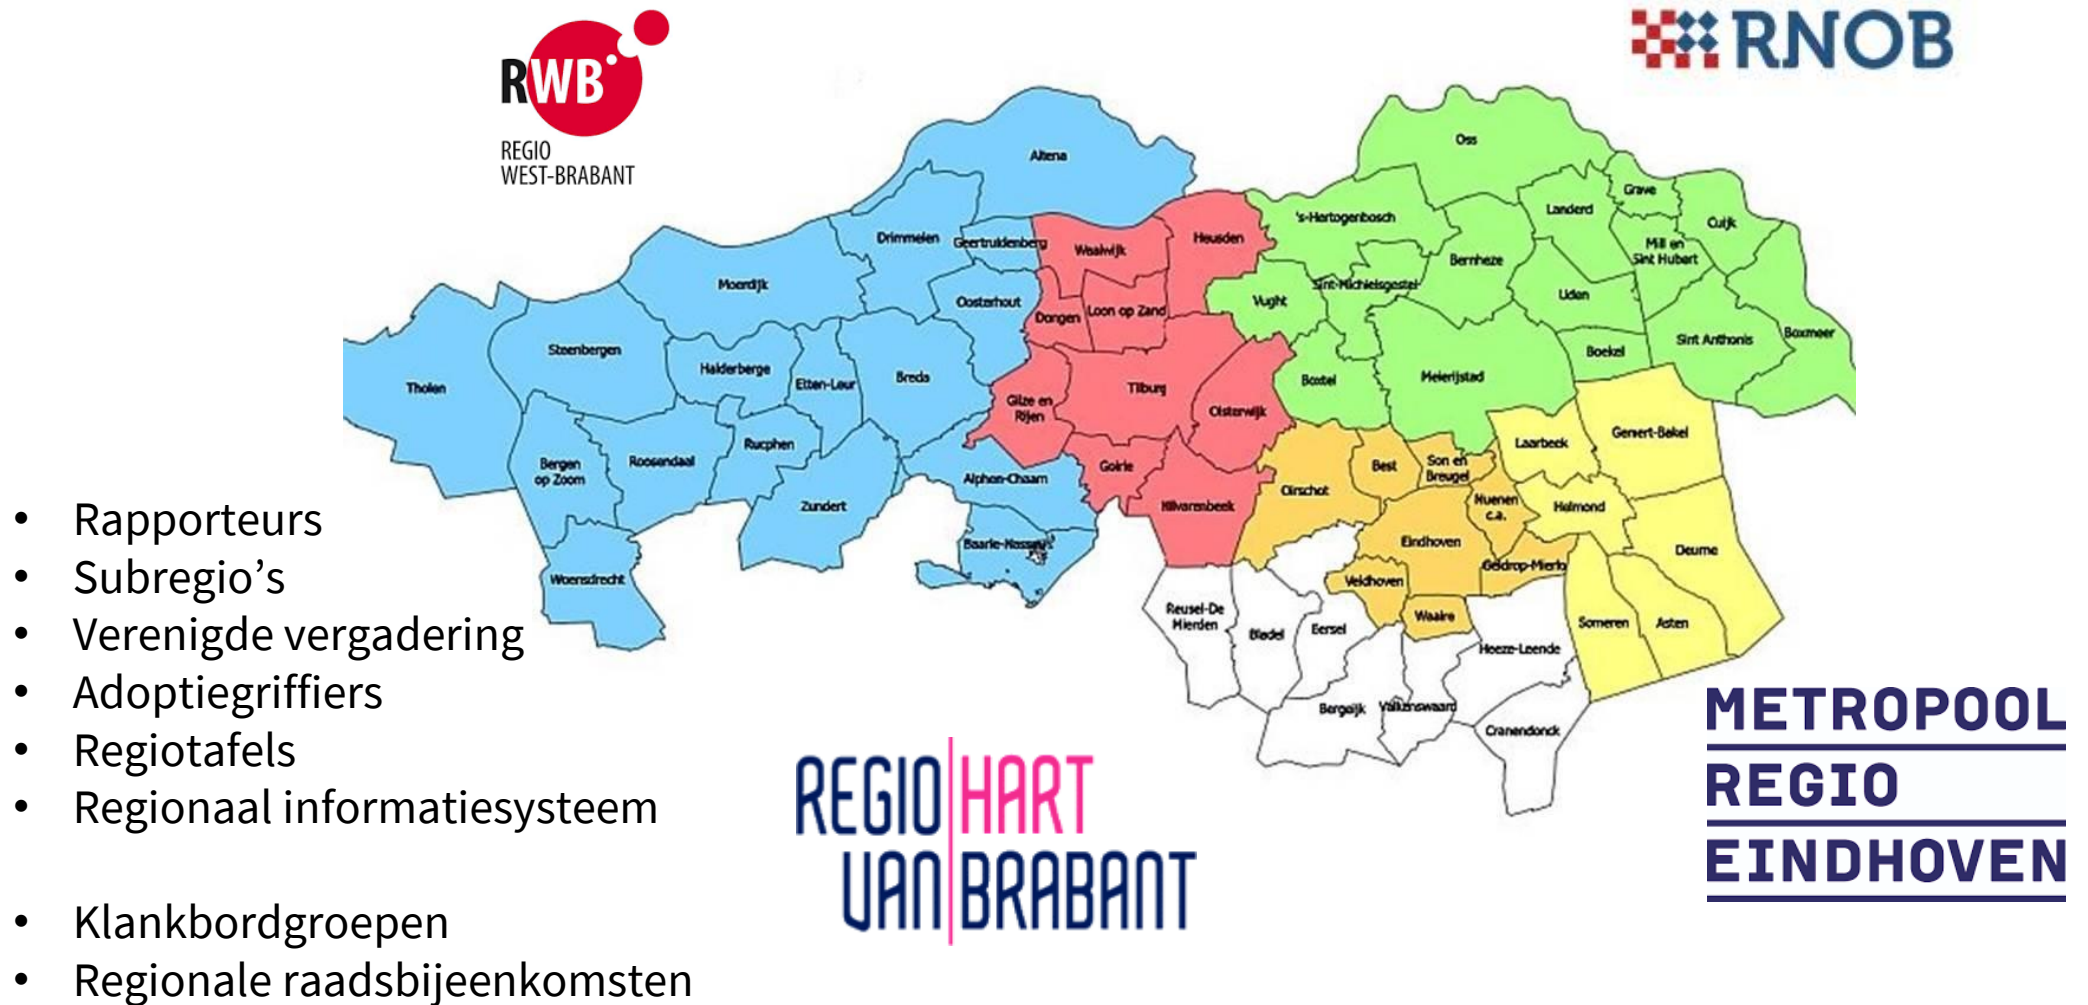 RWB
REGIO
WEST-BRABANT
RNOB
Altena
Oss
Grave
Landerd
Cuijk
's-Hertogenbosch
Drimmelen
Geertruidenberg
Waalwijk
Heusden
Mill en
Sint Hubert
Bernheze
Moerdijk
Oosterhout
Sint-Michielsgestel
Vught
Uden
Dongen
Loon op Zand
Boxmeer
Sint Anthonis
Steenbergen
Halderberge
Etten-Leur
Breda
Boekel
Tholen
Tilburg
Boxtel
Meierijstad
Gilze en
Rijen
Oisterwijk
Rucphen
Laarbeek
Gemert-Bakel
Bergen
op Zoom
Roosendaal
Goirle
Best
Son en
Breugel
Alphen-Chaam
Oirschot
Nuenen
c.a.
Helmond
Zundert
Hilvarenbeek
Baarle-Nassau
Eindhoven
Deurne
Geldrop-Mierlo
Woensdrecht
Veldhoven
Reusel-De
Mierden
Waalre
Bladel
Eersel
Someren
Asten
Heeze-Leende
Bergeijk
Valkenswaard
Cranendonck
• Rapporteurs
• Subregio’s
• Verenigde vergadering
• Adoptiegriffiers
• Regiotafels
• Regionaal informatiesysteem
• Klankbordgroepen
• Regionale raadsbijeenkomsten
REGIO HART
VAN BRABANT
METROPOOL
REGIO
EINDHOVEN